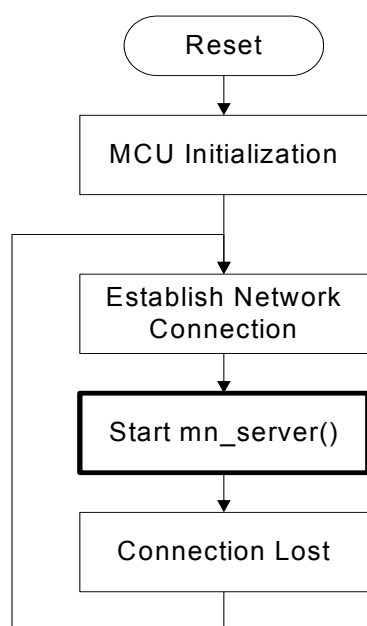 Reset
MCU Initialization
Establish Network
Connection
Start mn_server()
Connection Lost